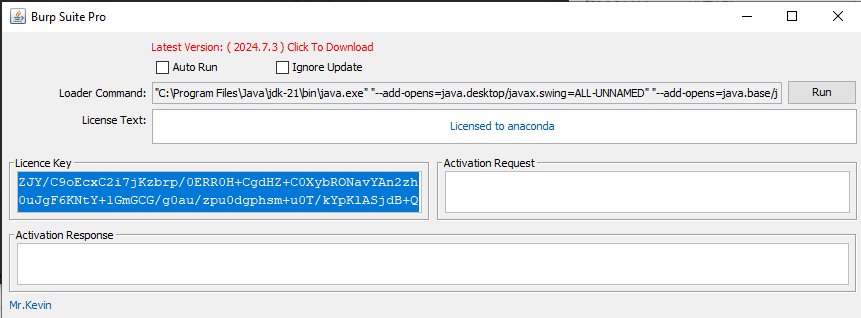 Burp Suite Pro
Latest Version: ( 2024.7.3 ) Click To Download
Auto Run Ignore Update
Loader Command: "C:\Program Files\Java\jdk-21\bin\java.exe" "--add-opens=java.desktop/javax.swing=ALL-UNNAMED" "--add-opens=java.base/j Run
License Text: Licensed to anaconda
Licence Key
ZJY/C9oEcxC2i7jKzbrp/0ERR0H+CgdHZ+C0XybRONavYAn2zh
0uJgF6KNtY+lGmGCG/g0au/zpu0dgphsm+u0T/kYpKlASjdB+Q
Activation Request
Activation Response
Mr.Kevin